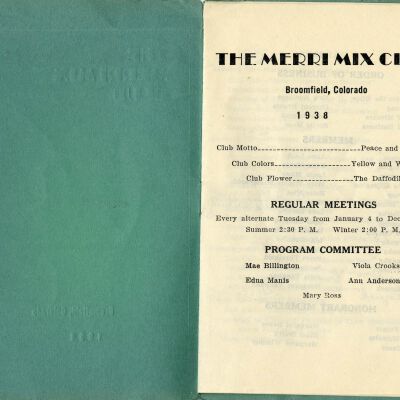 THE MERRI MIX
Broomfield, Colorado
1938
Club Motto Peace and
Club Colors Yellow and
Club Flower The Daffodil
REGULAR MEETINGS
Every alternate Tuesday from January 4 to
Summer 2:30 P. M. Winter 2:00 P. M.
PROGRAM COMMITTEE
Mae Billington Viola Crooks
Edna Manis Ann Anderson
Mary Ross